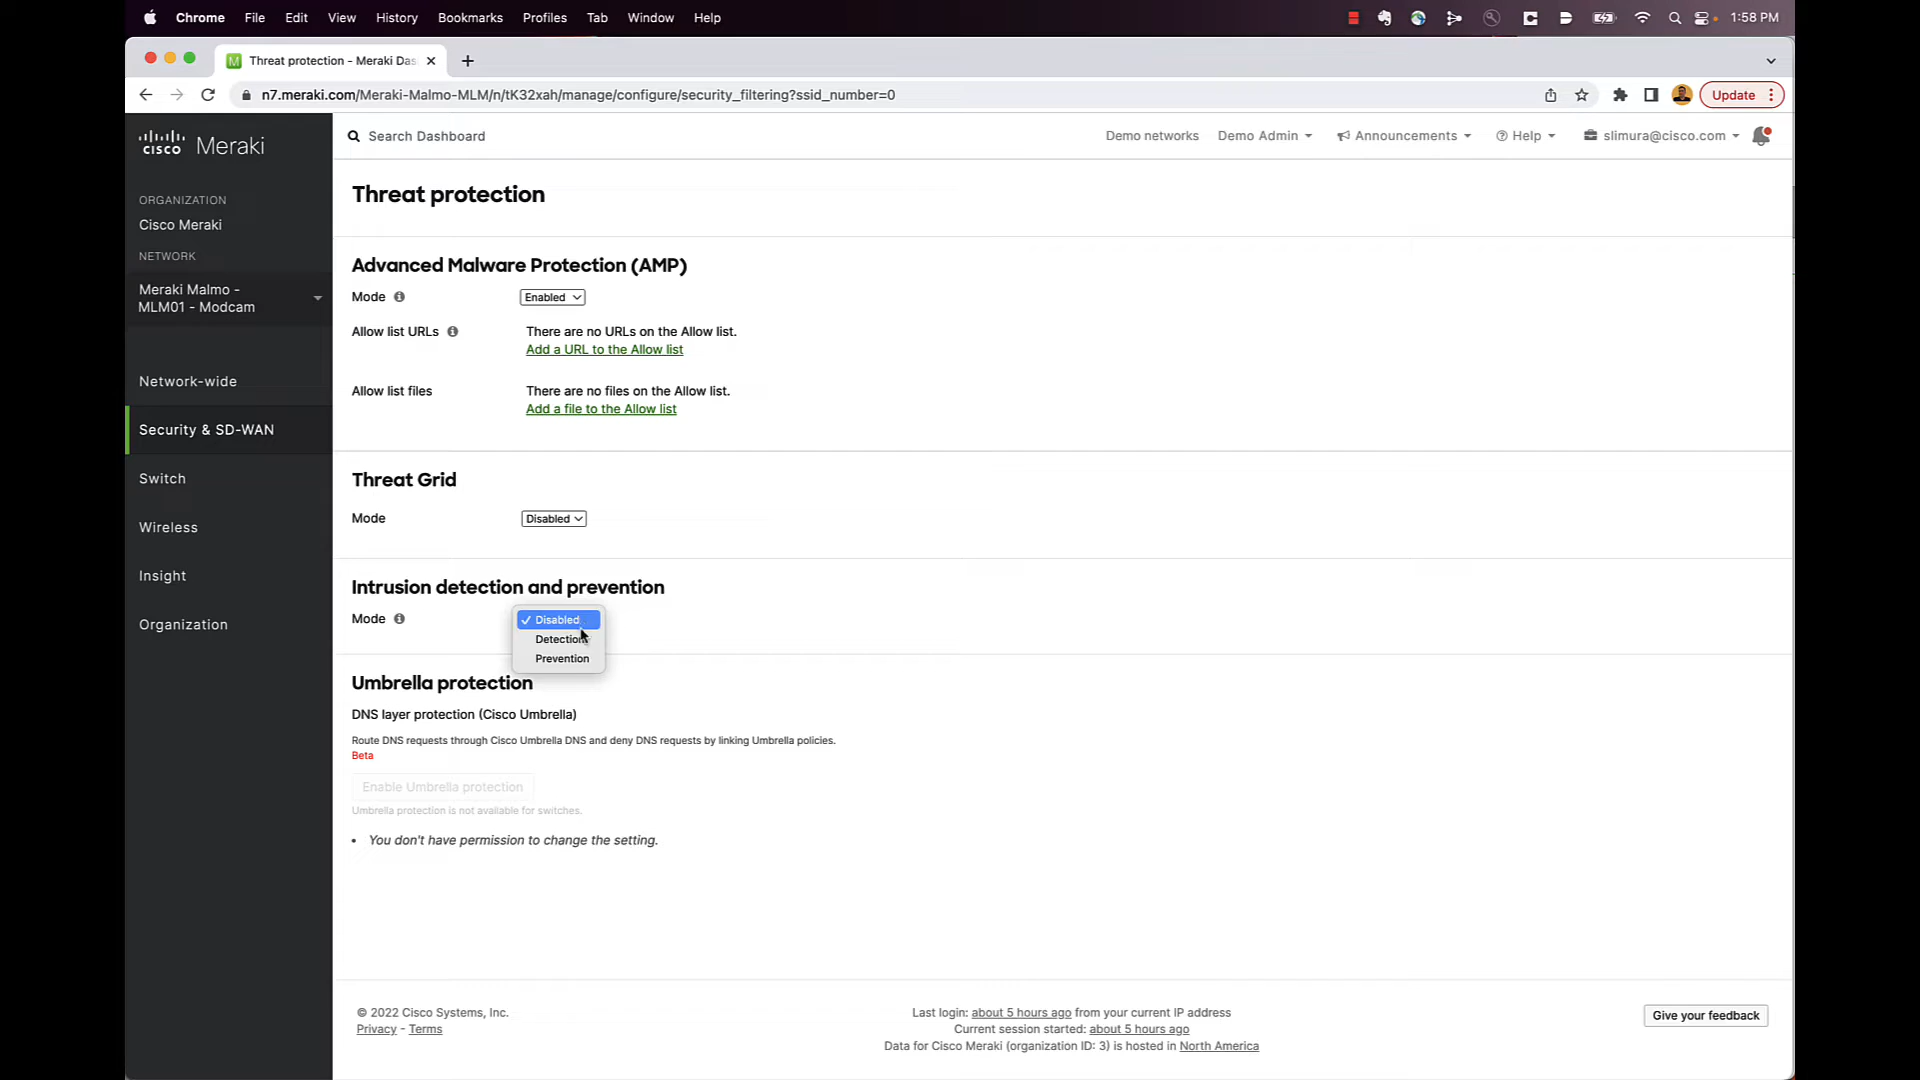 Chrome File Edit View History Bookmarks Profiles Tab Window Help 1:58 PM
Threat protection - Meraki Das
n7.meraki.com/Meraki-Malmo-MLM/n/tK32xah/manage/configure/security_filtering?ssid_number=0 Update
CISCO Meraki
Search Dashboard Demo networks Demo Admin Announcements Help slimura@cisco.com
ORGANIZATION
Cisco Meraki
NETWORK
Meraki Malmo -
MLM01 - Modcam
Network-wide
Security & SD-WAN
Switch
Wireless
Insight
Organization
Threat protection
Advanced Malware Protection (AMP)
Mode Enabled
Allow list URLs There are no URLs on the Allow list.
Add a URL to the Allow list
Allow list files There are no files on the Allow list.
Add a file to the Allow list
Threat Grid
Mode Disabled
Intrusion detection and prevention
Mode Disabled
Detection
Prevention
Umbrella protection
DNS layer protection (Cisco Umbrella)
Route DNS requests through Cisco Umbrella DNS and deny DNS requests by linking Umbrella policies.
Beta
Enable Umbrella protection
Umbrella protection is not available for switches.
• You don't have permission to change the setting.
© 2022 Cisco Systems, Inc.
Privacy - Terms
Last login: about 5 hours ago from your current IP address
Current session started: about 5 hours ago
Data for Cisco Meraki (organization ID: 3) is hosted in North America
Give your feedback